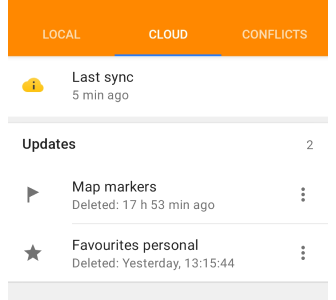 LOCAL CLOUD CONFLICTS
Last sync
5 min ago
Updates 2
Map markers
Deleted: 17 h 53 min ago
Favourites personal
Deleted: Yesterday, 13:15:44